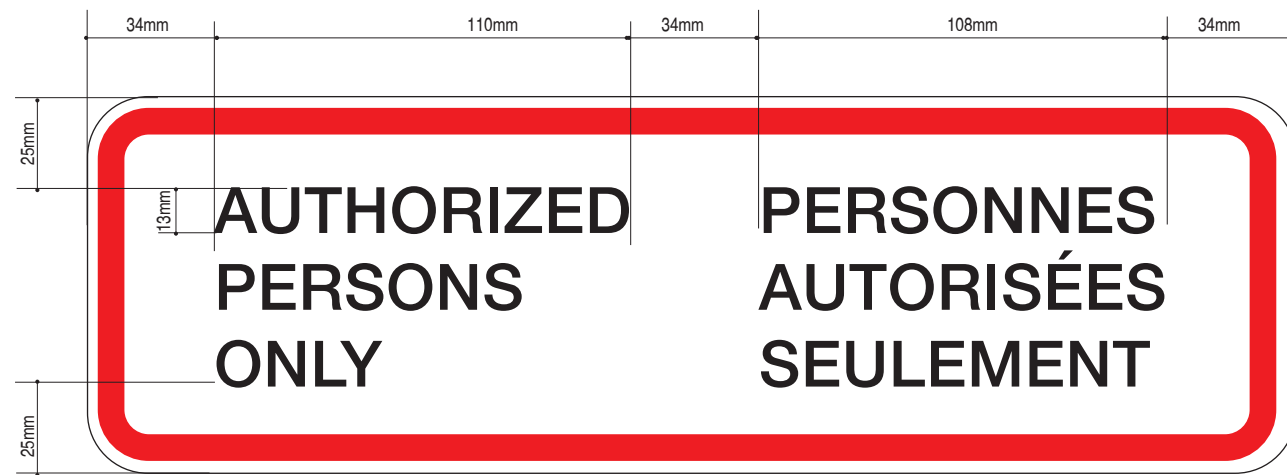 34mm 110mm 34mm 108mm 34mm
25mm
13mm
AUTHORIZED
PERSONS
ONLY
PERSONNES
AUTORISÉES
SEULEMENT
25mm